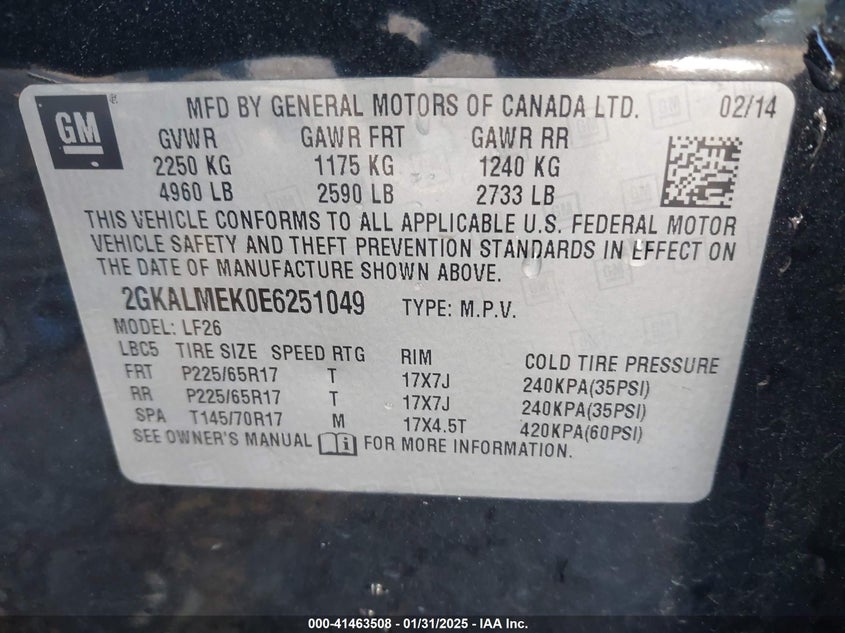 GM
MFD BY GENERAL MOTORS OF CANADA LTD. 02/14
GVWR GAWR FRT GAWR RR
2250 KG 1175 KG 1240 KG
4960 LB 2590 LB 2733 LB
THIS VEHICLE CONFORMS TO ALL APPLICABLE U.S. FEDERAL MOTOR
VEHICLE SAFETY AND THEFT PREVENTION STANDARDS IN EFFECT ON
THE DATE OF MANUFACTURE SHOWN ABOVE.
2GKALMEK0E6251049 TYPE: M.P.V.
MODEL: LF26
LBC5 TIRE SIZE SPEED RTG RIM COLD TIRE PRESSURE
FRT P225/65R17 T 17X7J 240KPA(35PSI)
RR P225/65R17 T 17X7J 240KPA(35PSI)
SPA T145/70R17 M 17X4.5T 420KPA(60PSI)
SEE OWNER'S MANUAL FOR MORE INFORMATION.
000-41463508 - 01/31/2025 - IAA Inc.